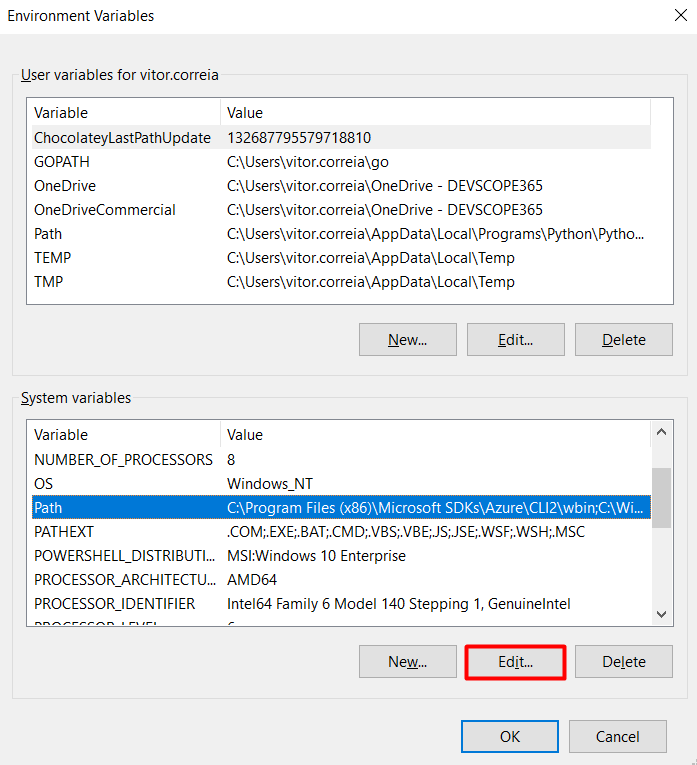 Environment Variables
User variables for vitor.correia
Variable Value
ChocolateyLastPathUpdate 132687795579718810
GOPATH C:\Users\vitor.correia\go
OneDrive C:\Users\vitor.correia\OneDrive - DEVSCOPE365
OneDriveCommercial C:\Users\vitor.correia\OneDrive - DEVSCOPE365
Path C:\Users\vitor.correia\AppData\Local\Programs\Python\Pytho...
TEMP C:\Users\vitor.correia\AppData\Local\Temp
TMP C:\Users\vitor.correia\AppData\Local\Temp
New... Edit... Delete
System variables
Variable Value
NUMBER_OF_PROCESSORS 8
OS Windows_NT
Path C:\Program Files (x86)\Microsoft SDKs\Azure\CLI2\wbin;C:\Wi...
PATHEXT .COM;.EXE;.BAT;.CMD;.VBS;.VBE;.JS;.JSE;.WSF;.WSH;.MSC
POWERSHELL_DISTRIBUTI... MSI:Windows 10 Enterprise
PROCESSOR_ARCHITECTU... AMD64
PROCESSOR_IDENTIFIER Intel64 Family 6 Model 140 Stepping 1, GenuineIntel
PROCESSOR_LEVEL 6
New... Edit... Delete
OK Cancel